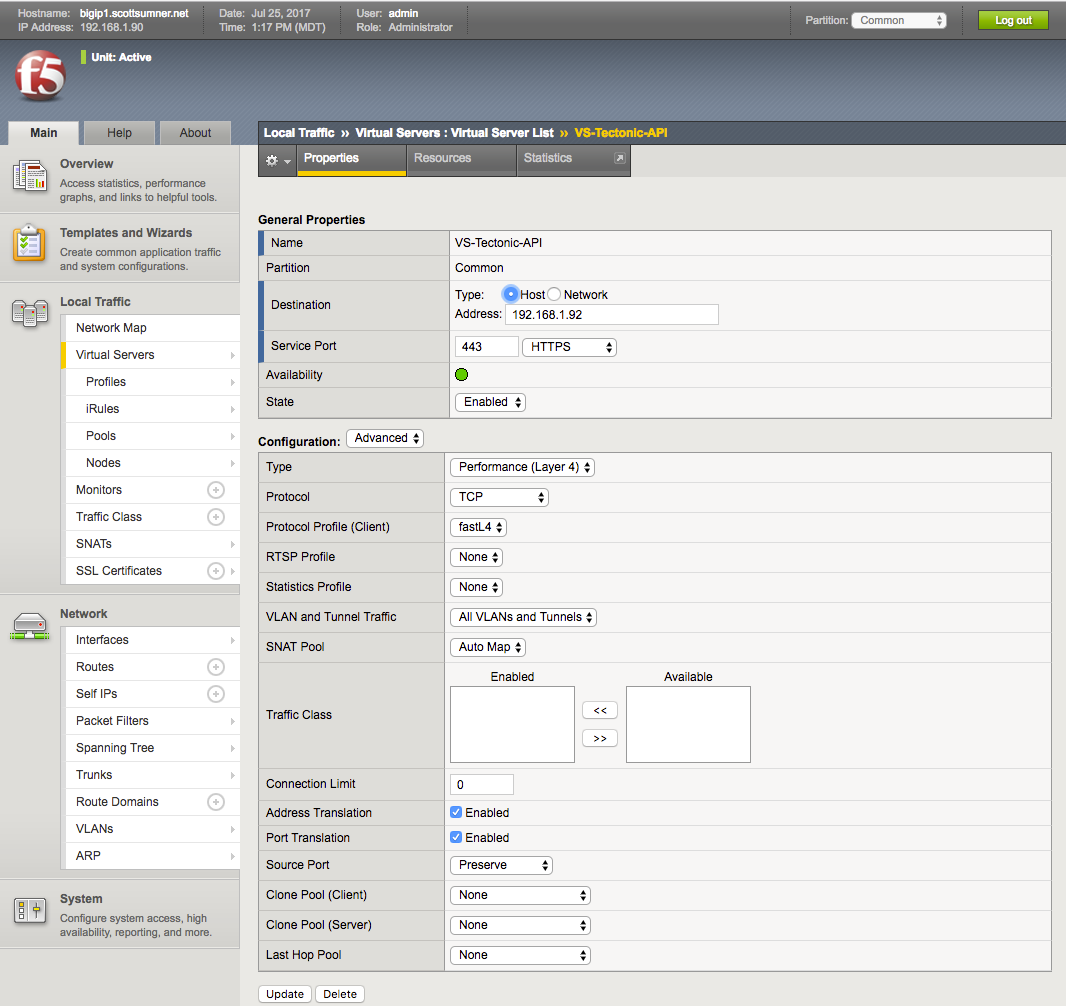 Hostname: bigip1.scottsumner.net Date: Jul 25, 2017 User: admin
IP Address: 192.168.1.90 Time: 1:17 PM (MDT) Role: Administrator
Partition: Common Log out
f5
Unit: Active
Main Help About
Local Traffic »  Virtual Servers : Virtual Server List »  VS-Tectonic-API
Properties Resources Statistics
Overview
Access statistics, performance
graphs, and links to helpful tools.
Templates and Wizards
Create common application traffic
and system configurations.
Local Traffic
Network Map
Virtual Servers
Profiles
iRules
Pools
Nodes
Monitors
Traffic Class
SNATs
SSL Certificates
Network
Interfaces
Routes
Self IPs
Packet Filters
Spanning Tree
Trunks
Route Domains
VLANs
ARP
System
Configure system access, high
availability, reporting, and more.
General Properties
Name VS-Tectonic-API
Partition Common
Destination Type: Host Network
Address: 192.168.1.92
Service Port 443 HTTPS
Availability
State Enabled
Configuration: Advanced
Type Performance (Layer 4)
Protocol TCP
Protocol Profile (Client) fastL4
RTSP Profile None
Statistics Profile None
VLAN and Tunnel Traffic All VLANs and Tunnels
SNAT Pool Auto Map
Enabled Available
Traffic Class << >>
Connection Limit 0
Address Translation Enabled
Port Translation Enabled
Source Port Preserve
Clone Pool (Client) None
Clone Pool (Server) None
Last Hop Pool None
Update Delete